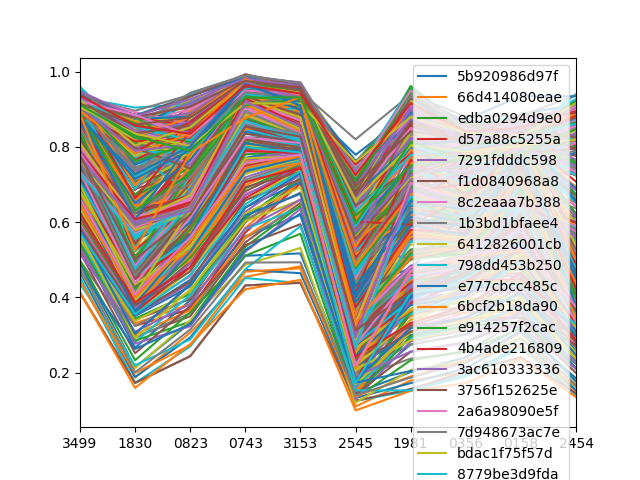 1.0
0.8
0.6
0.4
0.2
3499 1830 0823 0743 3153 2545 1981 0356 0158 2454
5b920986d97f
66d414080eae
edba0294d9e0
d57a88c5255a
7291fdddc598
f1d0840968a8
8c2eaaa7b388
1b3bd1bfaee4
6412826001cb
798dd453b250
e777cbcc485c
6bcf2b18da90
e914257f2cac
4b4ade216809
3ac610333336
3756f152625e
2a6a98090e5f
7d948673ac7e
bdac1f75f57d
8779be3d9fda